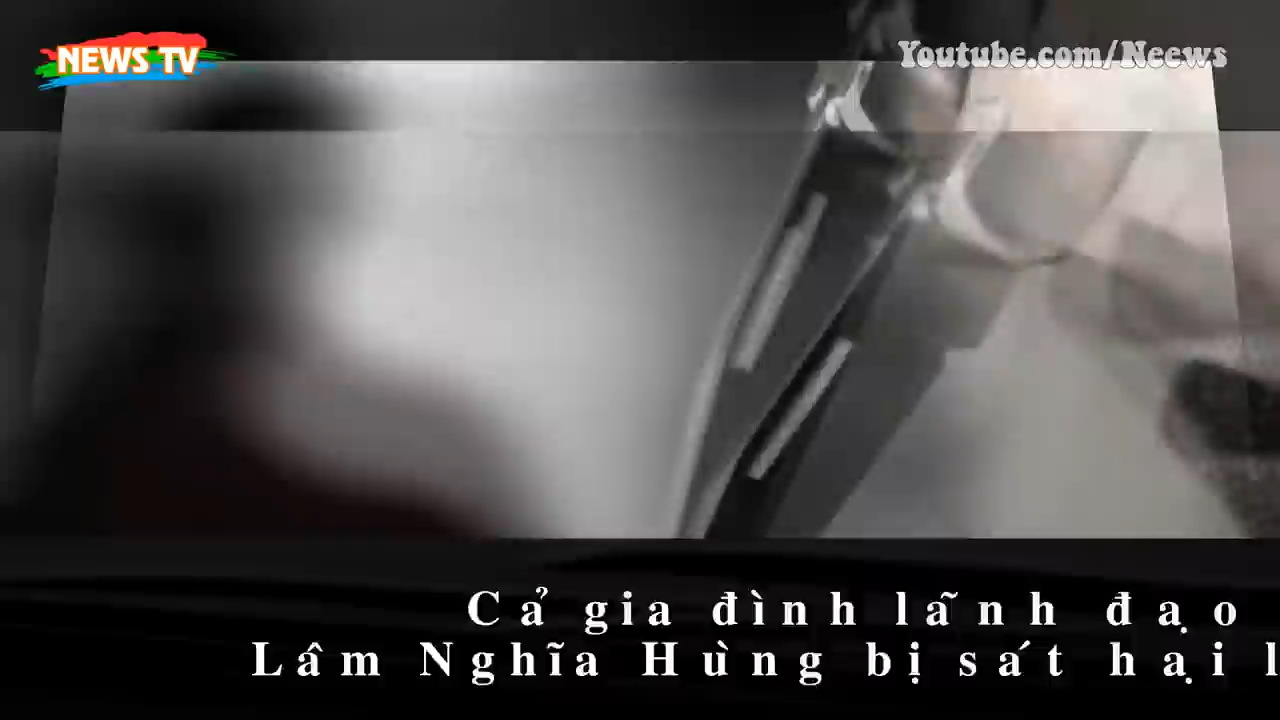 NEWS TV
Youtube.com/Neews
Cả gia đình lãnh đạo
Lâm Nghĩa Hùng bị sát hại